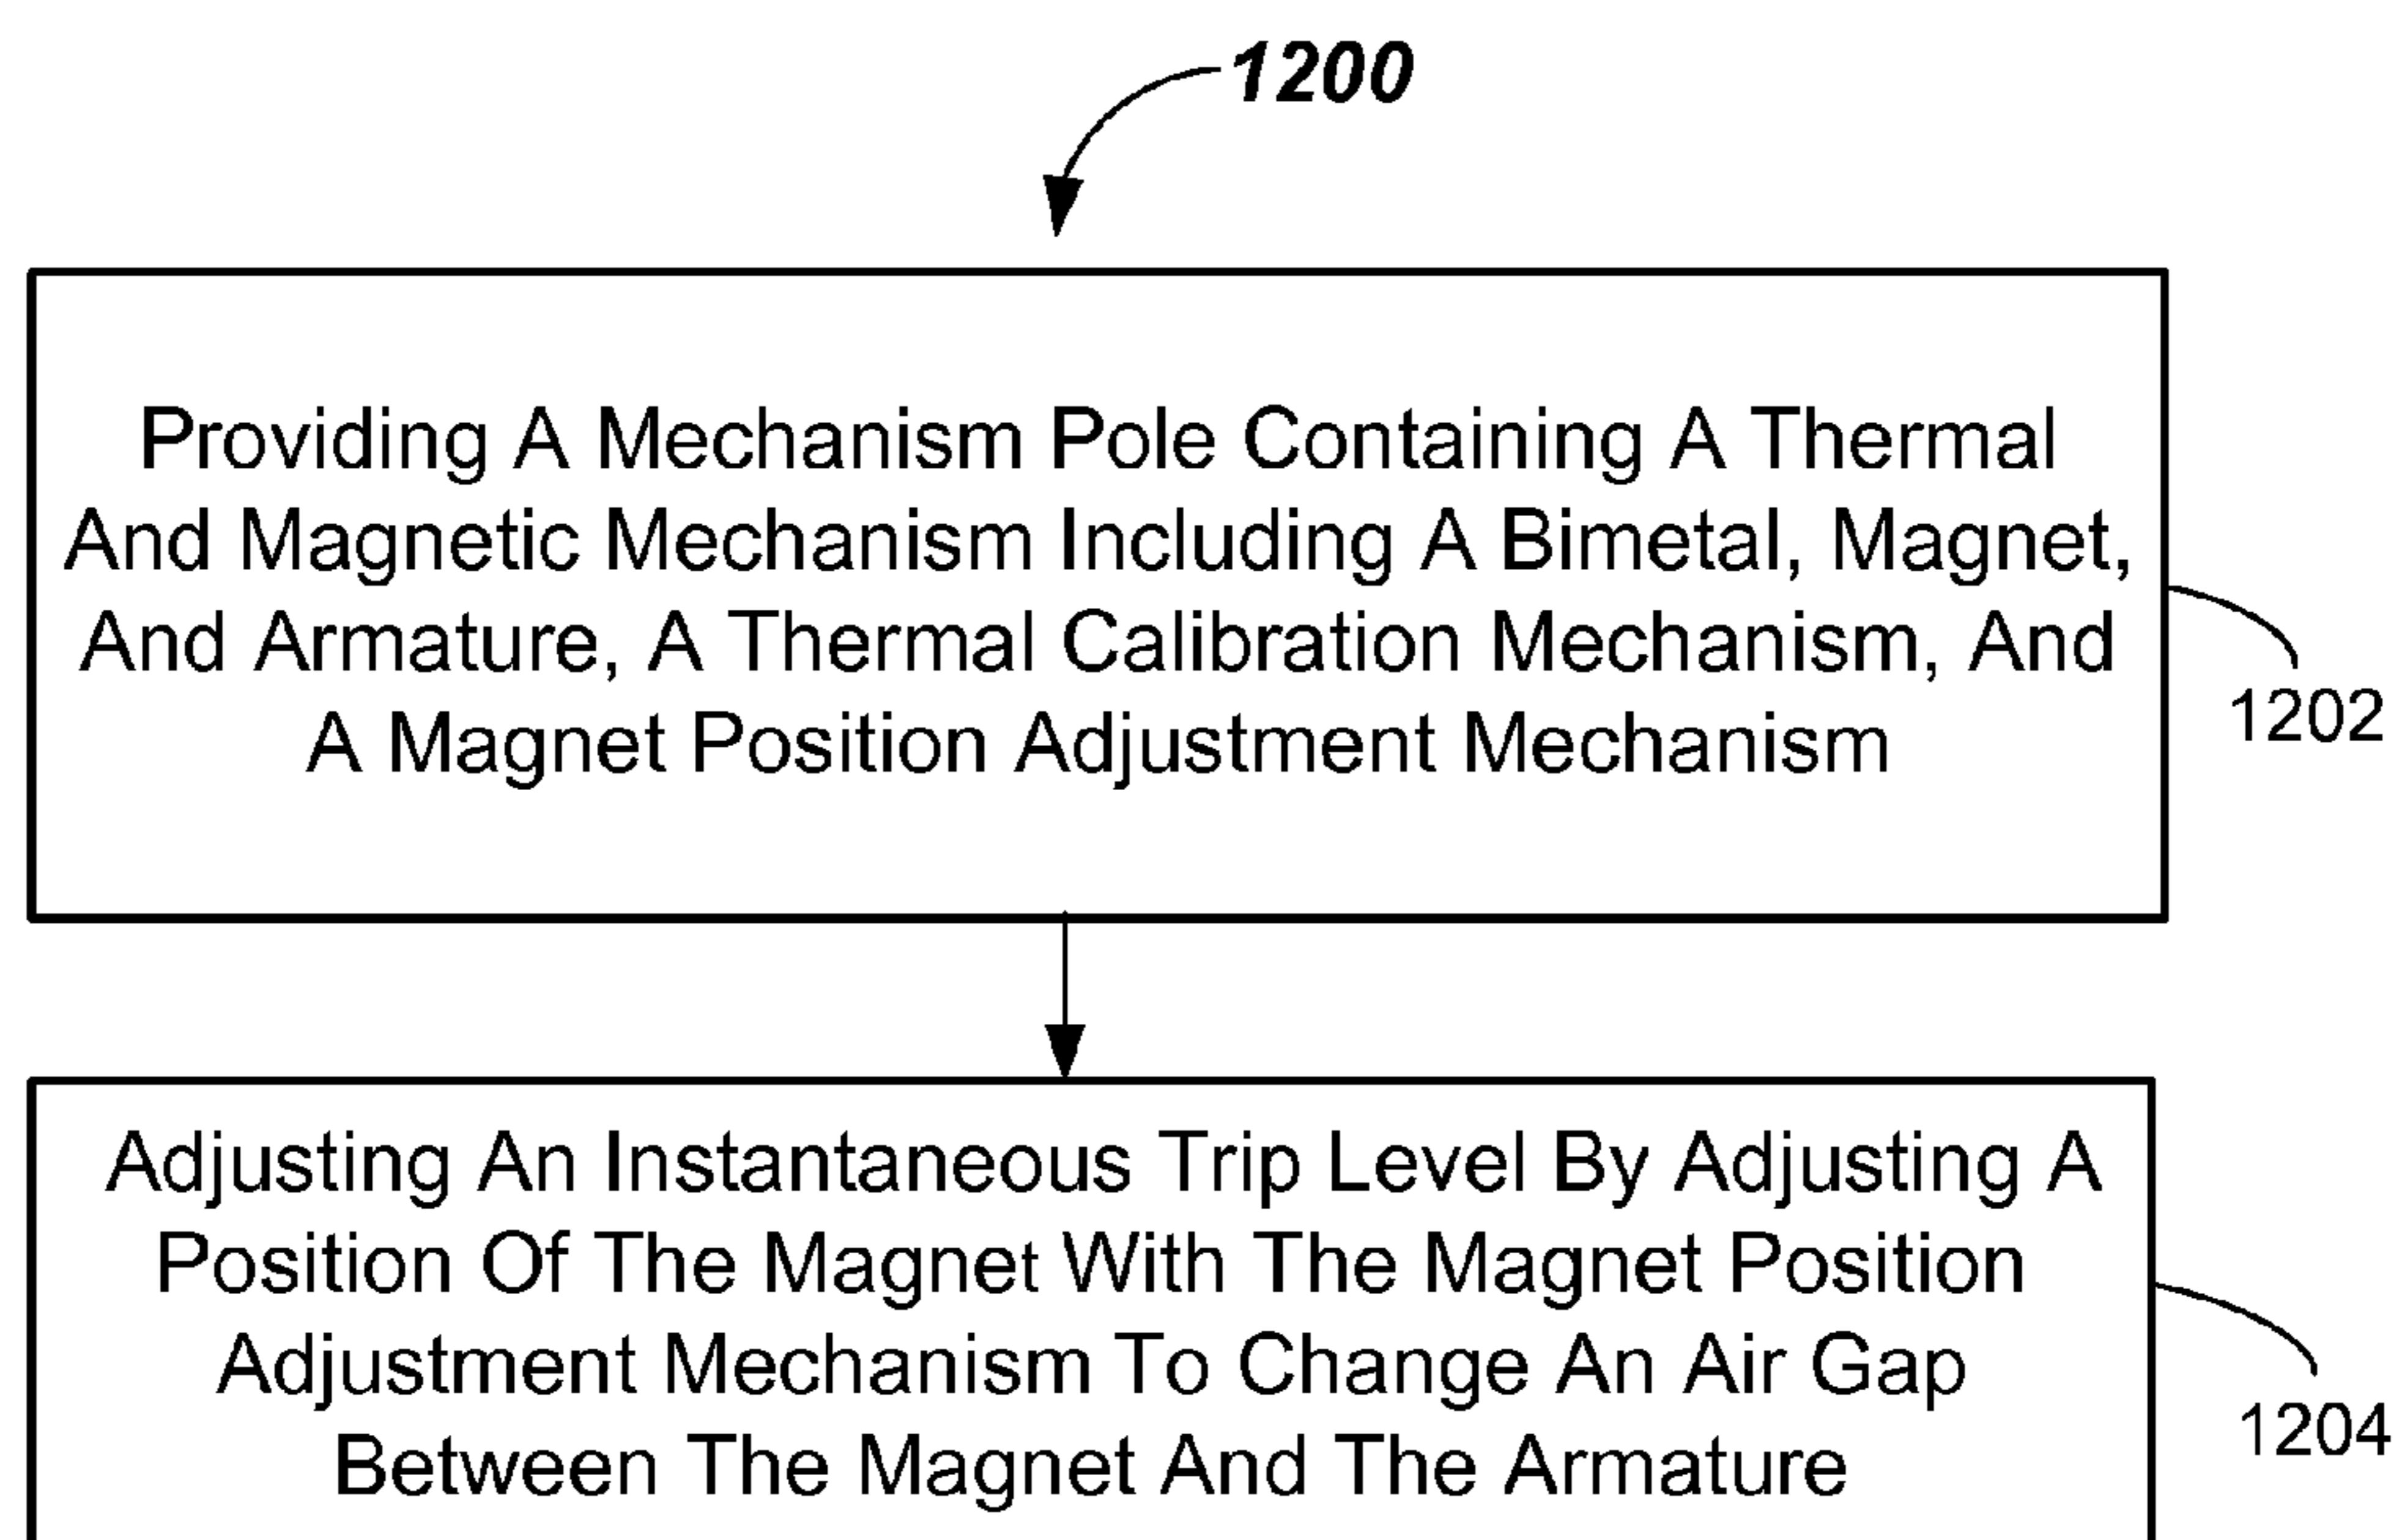 1200
Providing A Mechanism Pole Containing A Thermal
And Magnetic Mechanism Including A Bimetal, Magnet,
And Armature, A Thermal Calibration Mechanism, And
A Magnet Position Adjustment Mechanism
1202
Adjusting An Instantaneous Trip Level By Adjusting A
Position Of The Magnet With The Magnet Position
Adjustment Mechanism To Change An Air Gap
Between The Magnet And The Armature
1204